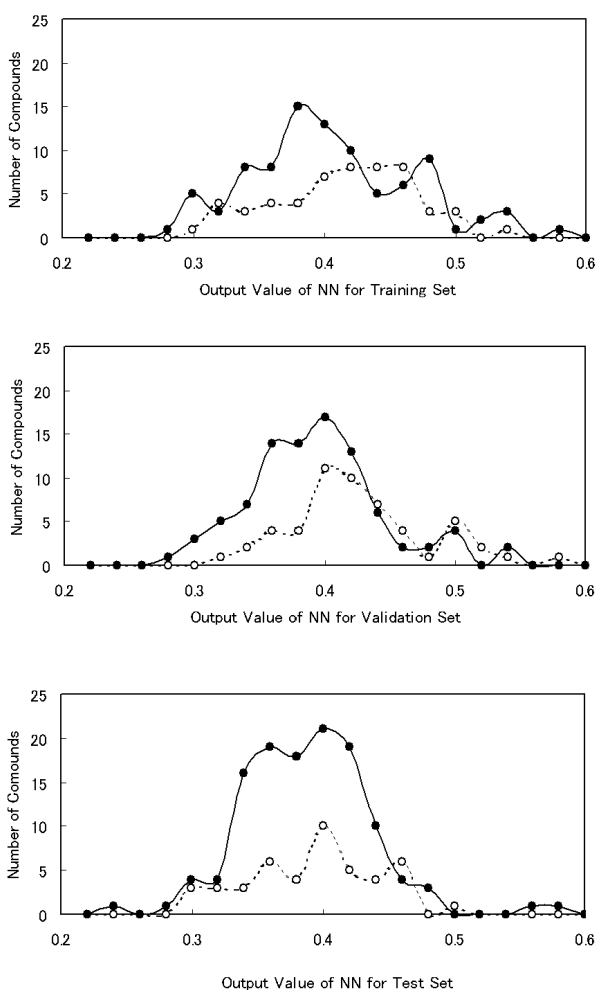 25
20
15
10
5
0
Number of Compounds
0.2 0.3 0.4 0.5 0.6
Output Value of NN for Training Set
25
20
15
10
5
0
Number of Compounds
0.2 0.3 0.4 0.5 0.6
Output Value of NN for Validation Set
25
20
15
10
5
0
Number of Comounds
0.2 0.3 0.4 0.5 0.6
Output Value of NN for Test Set